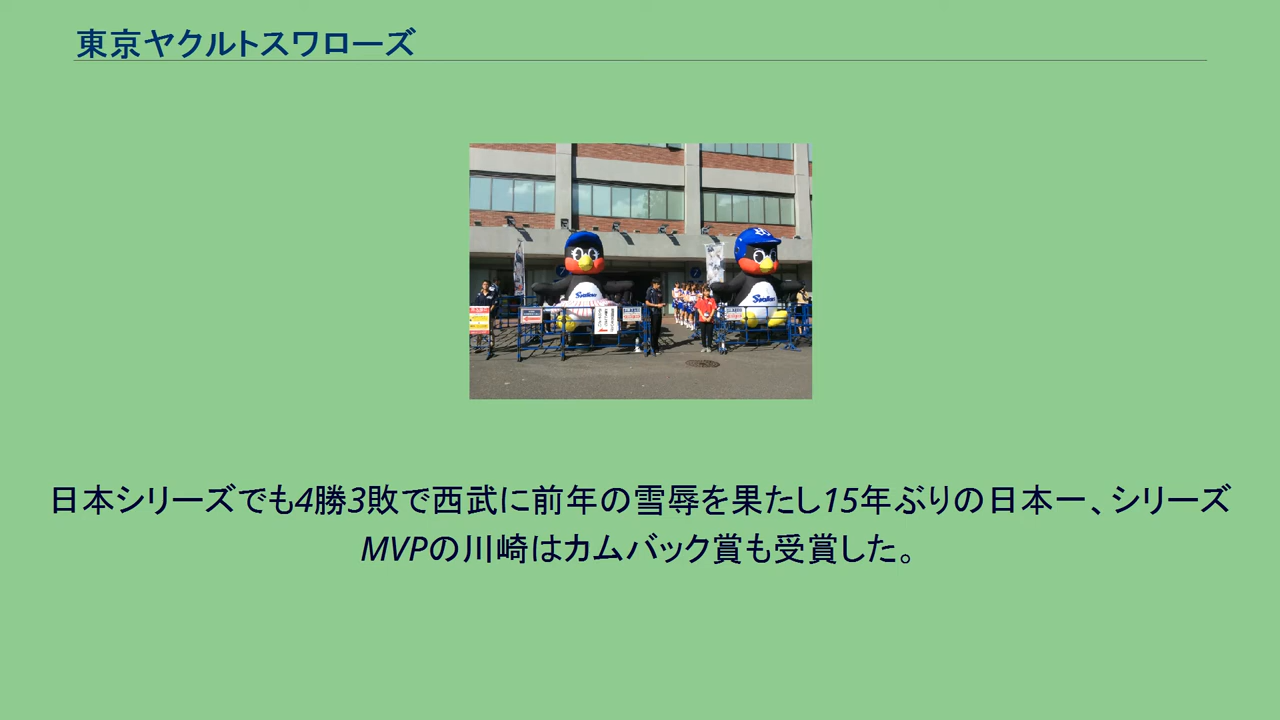 東京ヤクルトスワローズ
Swallows
Swallows
日本シリーズでも4勝3敗で西武に前年の雪辱を果たし15年ぶりの日本一、シリーズ
MVPの川崎はカムバック賞も受賞した。